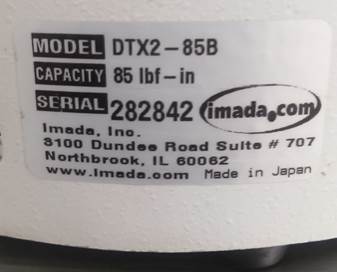 MODEL DTX2-85B
CAPACITY 85 lbf-in
SERIAL 282842 imada.com
Imada, Inc.
3100 Dundee Road Suite # 707
Northbrook, IL 60062
www.imada.com Made in Japan